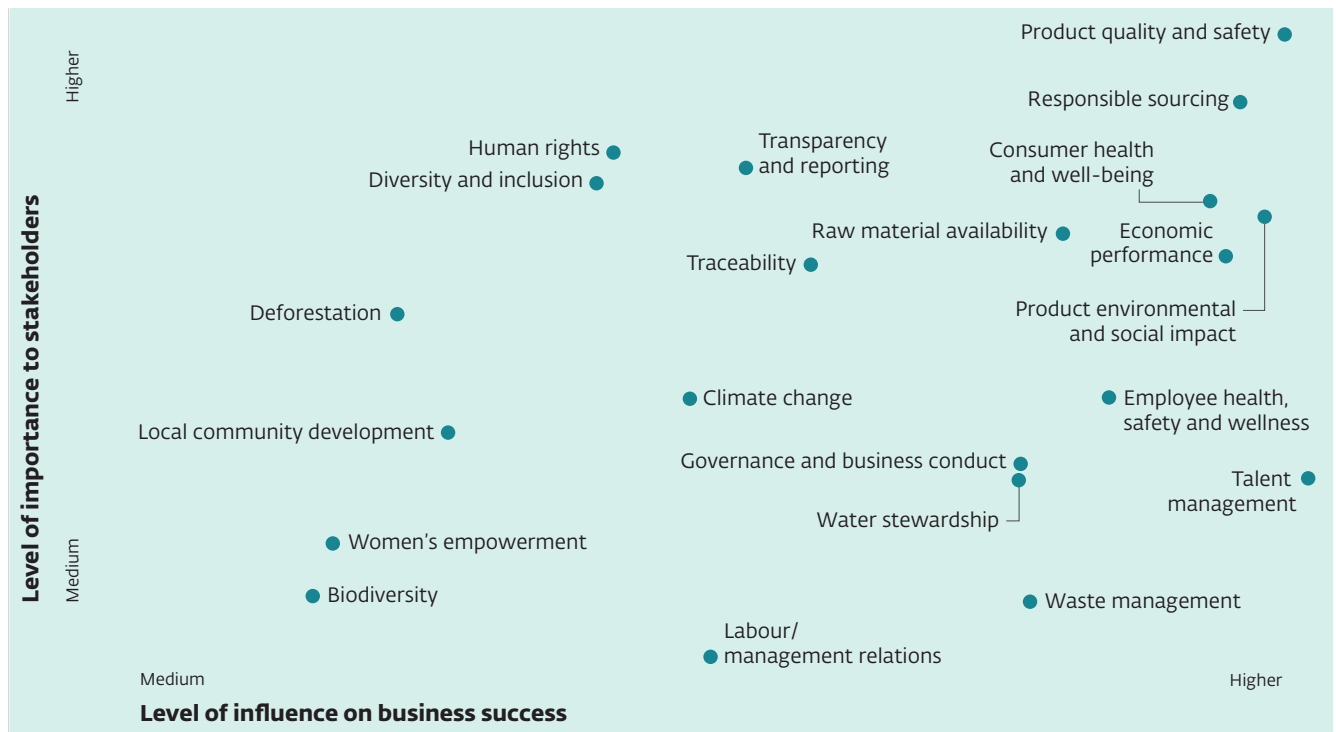 Product quality and safety
Higher
Responsible sourcing
Human rights
Transparency
and reporting
Consumer health
and well-being
Diversity and inclusion
Level of importance to stakeholders
Raw material availability
Economic
performance
Traceability
Deforestation
Product environmental
and social impact
Climate change
Employee health,
safety and wellness
Local community development
Governance and business conduct
Talent
management
Water stewardship
Women's empowerment
Medium
Biodiversity
Waste management
Labour/
management relations
Medium
Higher
Level of influence on business success